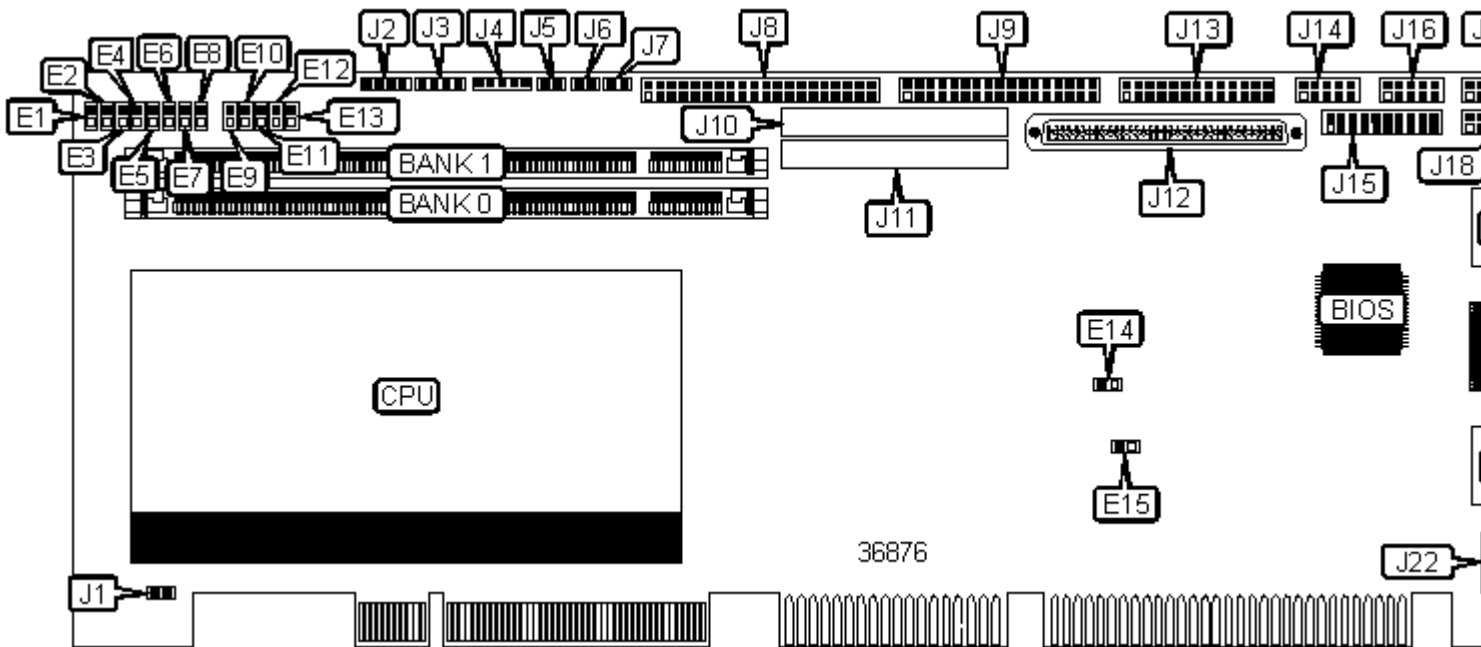 J2 J3 J4 J5 J6 J7 J8 J9 J13 J14 J16 J
E4 E6 E8 E10
E2 E12
E1 E13 J10
E3 E5 E7 E9 E11 BANK 1 J18
BANK 0 J11 J12 J15
BIOS
E14
CPU
E15
36876
J22
J1